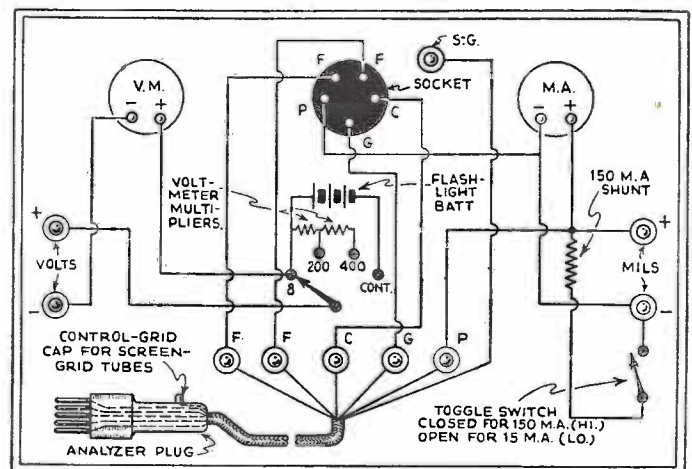 S.G.
F
F
SOCKET
V.M.
M.A.
P
C
- +
- +
G
VOLT-
METER
MULTI-
PLIERS
FLASH-
LIGHT
BATT
150 M.A
SHUNT
+
VOLTS
-
+
MILS
-
200
400
8
CONT.
F
F
C
G
P
CONTROL-GRID
CAP FOR SCREEN-
GRID TUBES
ANALYZER PLUG
TOGGLE SWITCH
CLOSED FOR 150 M.A.(HI.)
OPEN FOR 15 M.A. (LO.)